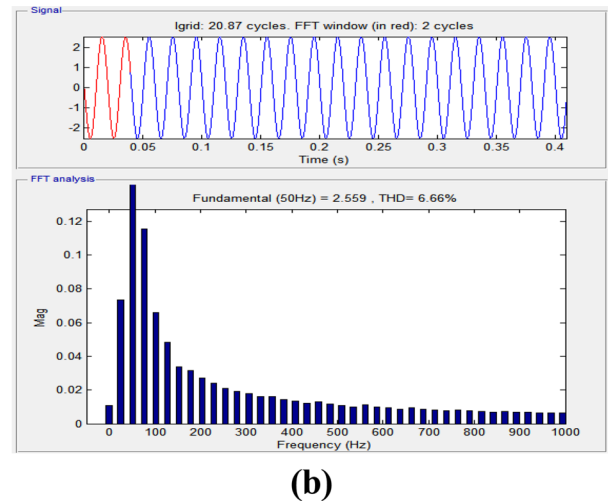 Signal
Igrid: 20.87 cycles. FFT window (in red): 2 cycles
2
1
0
-1
-2
0 0.05 0.1 0.15 0.2 0.25 0.3 0.35 0.4
Time (s)
FFT analysis
Fundamental (50Hz) = 2.559 , THD= 6.66%
0.12
0.1
0.08
0.06
0.04
0.02
0
Mag
0 100 200 300 400 500 600 700 800 900 1000
Frequency (Hz)
(b)